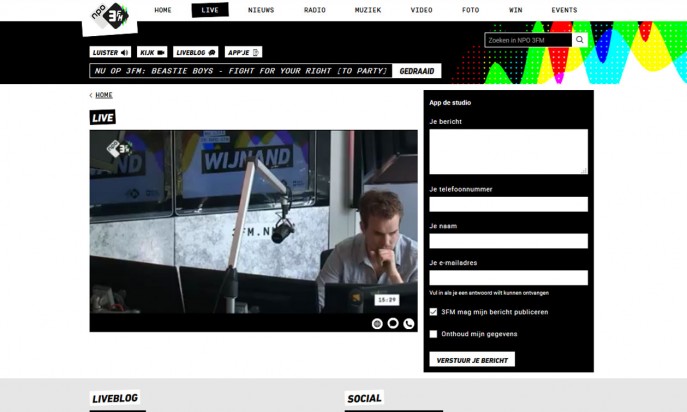 npo 3FM
HOME LIVE NIEUWS RADIO MUZIEK VIDEO FOTO WIN EVENTS
Zoeken in NPO 3FM
LUISTER KIJK LIVEBLOG APP'JE
NU OP 3FM: BEASTIE BOYS - FIGHT FOR YOUR RIGHT [TO PARTY] GEDRAAID
< HOME
LIVE
WIJNAND
3FM.N
15:29
App de studio
Je bericht
Je telefoonnummer
Je naam
Je e-mailadres
Vul in als je een antwoord wilt kunnen ontvangen
3FM mag mijn bericht publiceren
Onthoud mijn gegevens
VERSTUUR JE BERICHT
LIVEBLOG
SOCIAL